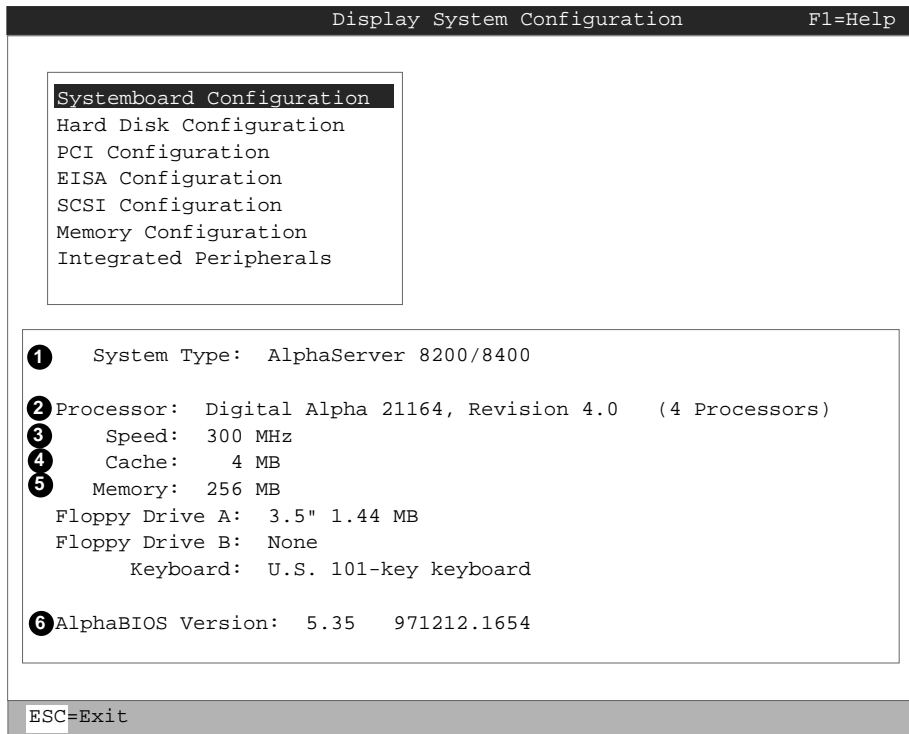 Display System Configuration F1=Help
Systemboard Configuration
Hard Disk Configuration
PCI Configuration
EISA Configuration
SCSI Configuration
Memory Configuration
Integrated Peripherals
1 System Type: AlphaServer 8200/8400
2 Processor: Digital Alpha 21164, Revision 4.0 (4 Processors)
3 Speed: 300 MHz
4 Cache: 4 MB
5 Memory: 256 MB
Floppy Drive A: 3.5" 1.44 MB
Floppy Drive B: None
Keyboard: U.S. 101-key keyboard
6 AlphaBIOS Version: 5.35 971212.1654
ESC=Exit